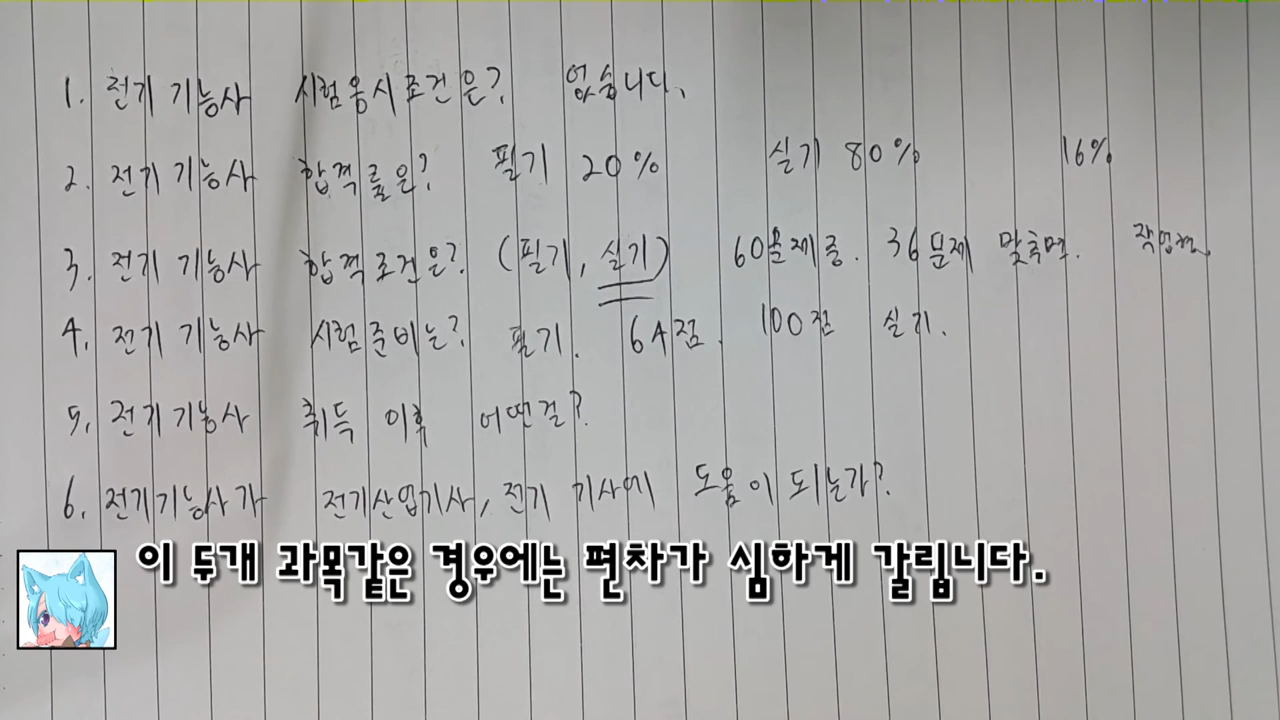 1. 전기 기능사 시험응시조건은? 없습니다.
2. 전기 기능사 합격률은? 필기 20% 실기 80% 16%
3. 전기 기능사 합격조건은? (필기, 실기) 60문제중. 36문제 맞추면. 작업형.
4. 전기 기능사 시험준비는? 필기. 64점. 100점 실기.
5. 전기기능사 취득 이후 어떤걸?
6. 전기기능사가 전기산업기사, 전기 기사에 도움이 되는가?
이 두개 과목같은 경우에는 편차가 심하게 갈립니다.